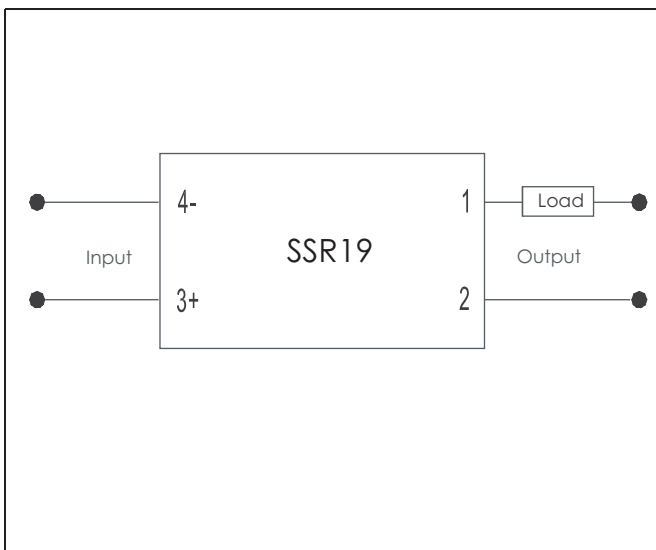 4-
1
Load
Input
SSR19
Output
3+
2